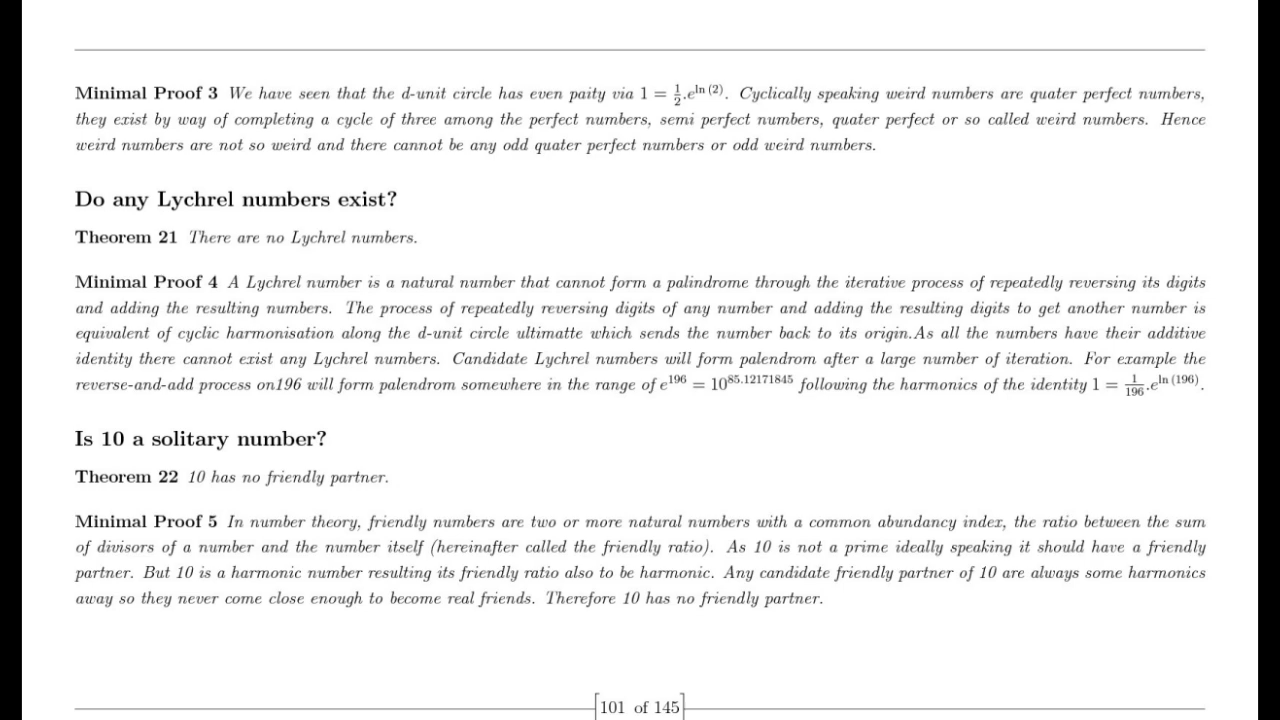 Minimal Proof 3 We have seen that the d-unit circle has even paity via 1 = 1/2.e^ln (2). Cyclically speaking weird numbers are quater perfect numbers,
they exist by way of completing a cycle of three among the perfect numbers, semi perfect numbers, quater perfect or so called weird numbers. Hence
weird numbers are not so weird and there cannot be any odd quater perfect numbers or odd weird numbers.
Do any Lychrel numbers exist?
Theorem 21 There are no Lychrel numbers.
Minimal Proof 4 A Lychrel number is a natural number that cannot form a palindrome through the iterative process of repeatedly reversing its digits
and adding the resulting numbers. The process of repeatedly reversing digits of any number and adding the resulting digits to get another number is
equivalent of cyclic harmonisation along the d-unit circle ultimatte which sends the number back to its origin.As all the numbers have their additive
identity there cannot exist any Lychrel numbers. Candidate Lychrel numbers will form palendrom after a large number of iteration. For example the
reverse-and-add process on196 will form palendrom somewhere in the range of e^196 = 10^85.12171845 following the harmonics of the identity 1 = 1/196.e^ln (196).
Is 10 a solitary number?
Theorem 22 10 has no friendly partner.
Minimal Proof 5 In number theory, friendly numbers are two or more natural numbers with a common abundancy index, the ratio between the sum
of divisors of a number and the number itself (hereinafter called the friendly ratio). As 10 is not a prime ideally speaking it should have a friendly
partner. But 10 is a harmonic number resulting its friendly ratio also to be harmonic. Any candidate friendly partner of 10 are always some harmonics
away so they never come close enough to become real friends. Therefore 10 has no friendly partner.
[101 of 145]